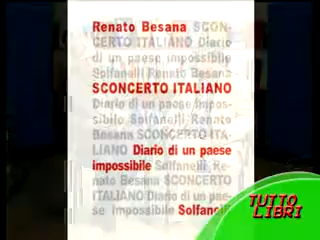 Renato Besana SCON-
CERTO ITALIANO Diario
di un paese impossibile
Solfanelli Renato Besana
SCONCERTO ITALIANO
Diario di un paese impos-
sibile Solfanelli Renato
Besana SCONCERTO ITA-
LIANO Diario di un paese
impossibile Solfanelli Re-
nato Besana SCONCERTO
ITALIANO Diario di un pae-
se impossibile Solfanelli
TUTTO
LIBRI